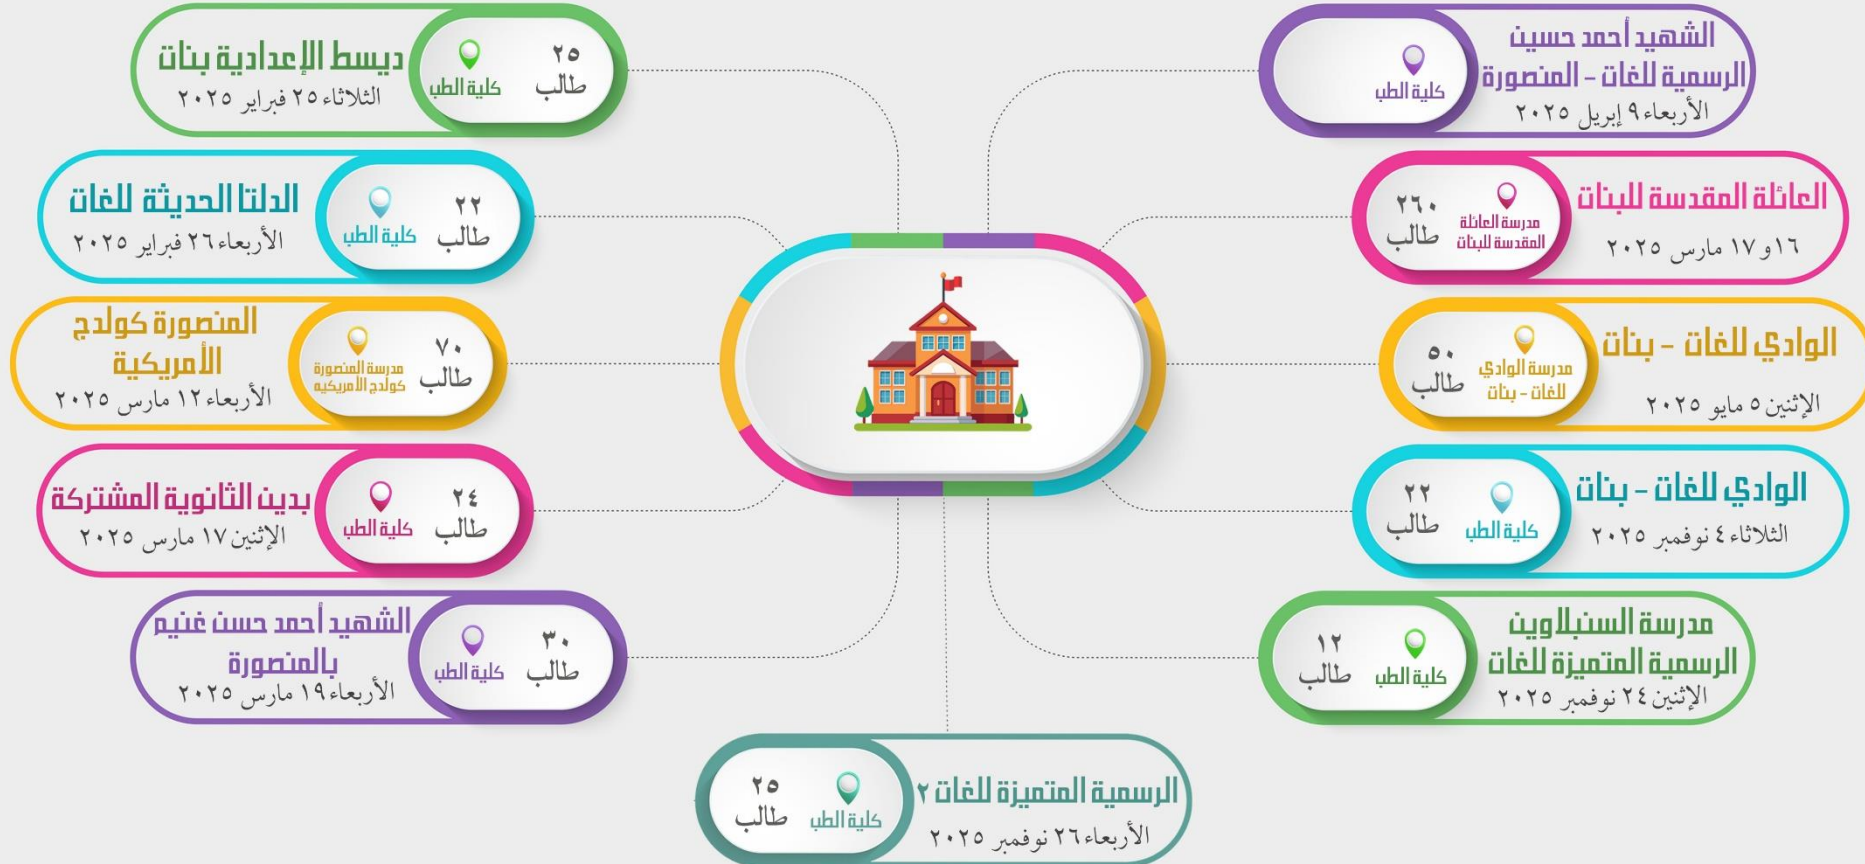 الشهيد أحمد حسين
الرسمية للغات - المنصورة
الأربعاء ٩ إبريل ٢٠٢٥
كلية الطب
العائلة المقدسة للبنات
١٦و ١٧ مارس ٢٠٢٥
مدرسة العائلة
المقدسة للبنات
٢٦٠
طالب
الوادي للغات - بنات
الإثنين ٥ مايو ٢٠٢٥
مدرسة الوادي
للغات - بنات
٥٠
طالب
الوادي للغات - بنات
الثلاثاء ٤ نوفمبر ٢٠٢٥
كلية الطب
٢٢
طالب
مدرسة السنبلاوين
الرسمية المتميزة للغات
الإثنين ٢٤ نوفمبر ٢٠٢٥
كلية الطب
١٢
طالب
٢٥
طالب
كلية الطب
ديسط الإعدادية بنات
الثلاثاء ٢٥ فبراير ٢٠٢٥
٢٢
طالب
كلية الطب
الدلتا الحديثة للغات
الأربعاء ٢٦ فبراير ٢٠٢٥
٧٠
طالب
مدرسة المنصورة
كولدج الأمريكيه
المنصورة كولدج
الأمريكية
الأربعاء ١٢ مارس ٢٠٢٥
٢٤
طالب
كلية الطب
بدين الثانوية المشتركة
الإثنين ١٧ مارس ٢٠٢٥
٣٠
طالب
كلية الطب
الشهيد أحمد حسن غنيم
بالمنصورة
الأربعاء ١٩ مارس ٢٠٢٥
الرسمية المتميزة للغات ٢
الأربعاء ٢٦ نوفمبر ٢٠٢٥
كلية الطب
٢٥
طالب